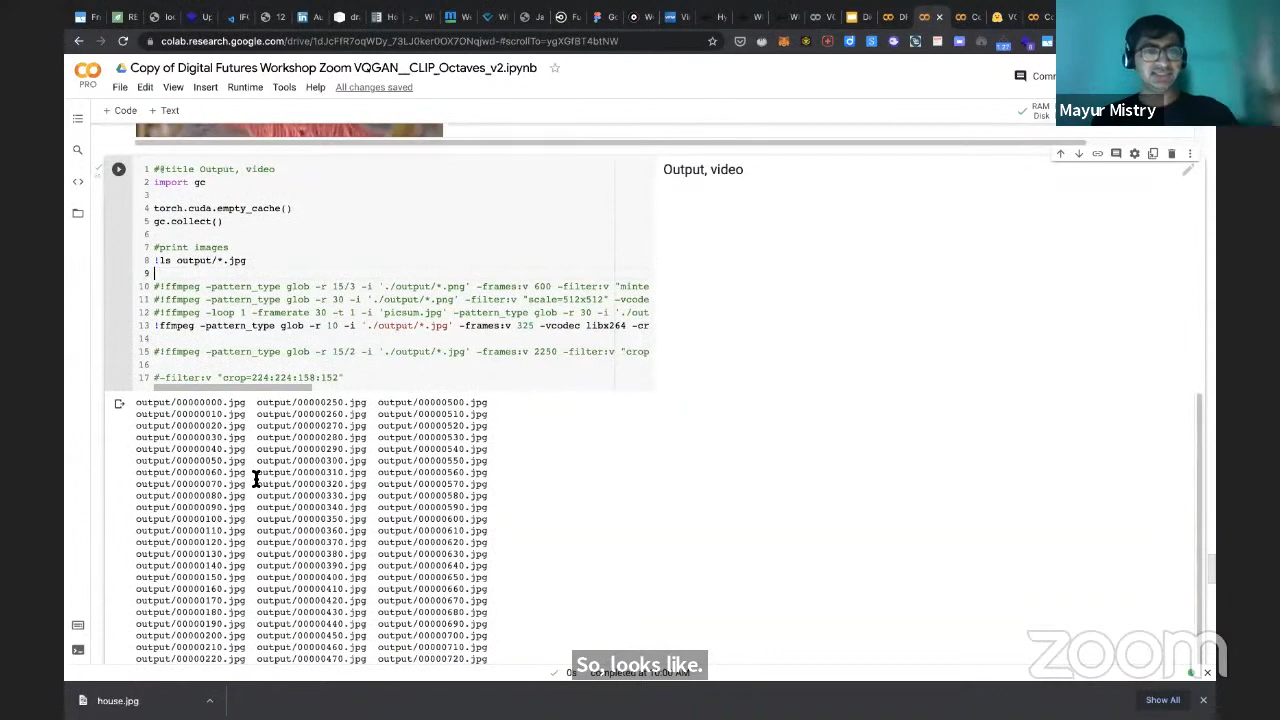 colab.research.google.com/drive/1dJcFfR7oqWDy_73LJ0ker0OX7ONqjwd-#scrollTo=ygXGfBT4btNW
1.27
CO
PRO
Copy of Digital Futures Workshop Zoom VQGAN__CLIP_Octaves_v2.ipynb
File Edit View Insert Runtime Tools Help All changes saved
RAM
Disk
Mayur Mistry
+ Code + Text
1 #@title Output, video
2 import gc
3
4 torch.cuda.empty_cache()
5 gc.collect()
6
7 #print images
8 !ls output/*.jpg
9
10 #!ffmpeg -pattern_type glob -r 15/3 -i './output/*.png' -frames:v 600 -filter:v "minte
11 #!ffmpeg -pattern_type glob -r 30 -i './output/*.png' -filter:v "scale=512x512" -vcode
12 #!ffmpeg -loop 1 -framerate 30 -t 1 -i 'picsum.jpg' -pattern_type glob -r 30 -i './out
13 !ffmpeg -pattern_type glob -r 10 -i './output/*.jpg' -frames:v 325 -vcodec libx264 -cr
14
15 #!ffmpeg -pattern_type glob -r 15/2 -i './output/*.jpg' -frames:v 2250 -filter:v "crop
16
17 #-filter:v "crop=224:224:158:152"
Output, video
output/00000000.jpg output/00000250.jpg output/00000500.jpg
output/00000010.jpg output/00000260.jpg output/00000510.jpg
output/00000020.jpg output/00000270.jpg output/00000520.jpg
output/00000030.jpg output/00000280.jpg output/00000530.jpg
output/00000040.jpg output/00000290.jpg output/00000540.jpg
output/00000050.jpg output/00000300.jpg output/00000550.jpg
output/00000060.jpg output/00000310.jpg output/00000560.jpg
output/00000070.jpg output/00000320.jpg output/00000570.jpg
output/00000080.jpg output/00000330.jpg output/00000580.jpg
output/00000090.jpg output/00000340.jpg output/00000590.jpg
output/00000100.jpg output/00000350.jpg output/00000600.jpg
output/00000110.jpg output/00000360.jpg output/00000610.jpg
output/00000120.jpg output/00000370.jpg output/00000620.jpg
output/00000130.jpg output/00000380.jpg output/00000630.jpg
output/00000140.jpg output/00000390.jpg output/00000640.jpg
output/00000150.jpg output/00000400.jpg output/00000650.jpg
output/00000160.jpg output/00000410.jpg output/00000660.jpg
output/00000170.jpg output/00000420.jpg output/00000670.jpg
output/00000180.jpg output/00000430.jpg output/00000680.jpg
output/00000190.jpg output/00000440.jpg output/00000690.jpg
output/00000200.jpg output/00000450.jpg output/00000700.jpg
output/00000210.jpg output/00000460.jpg output/00000710.jpg
output/00000220.jpg output/00000470.jpg output/00000720.jpg
So, looks like.
0s completed at 10:00 AM
zoom
house.jpg
Show All